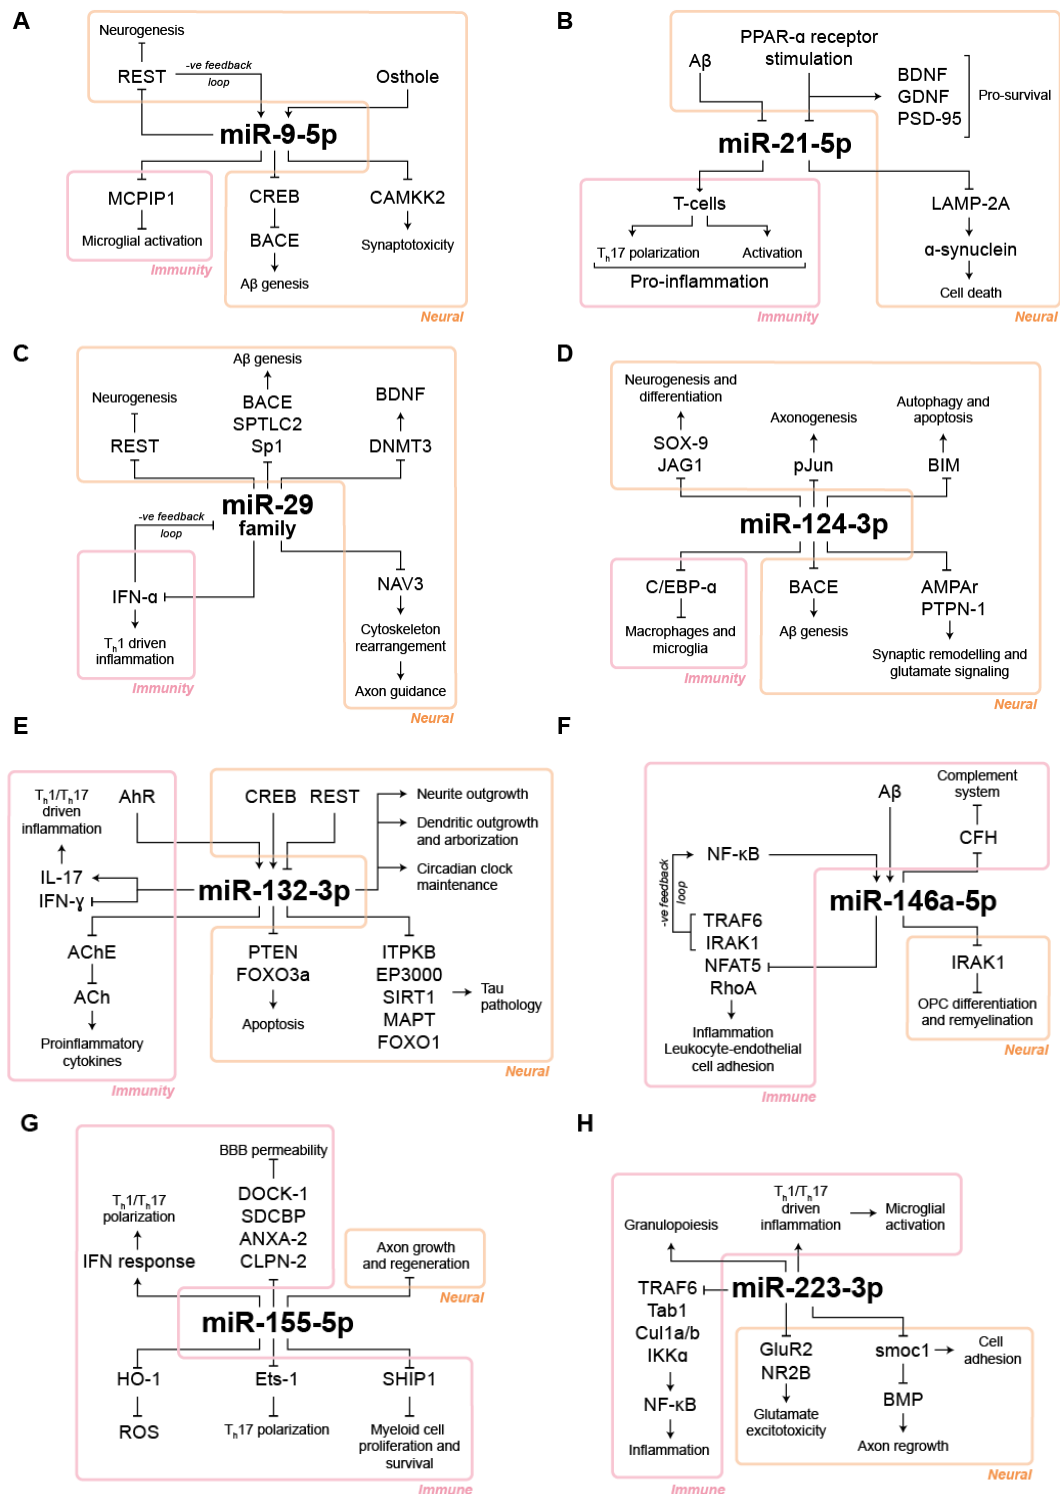 A
Neurogenesis
REST
-ve feedback
loop
Osthole
miR-9-5p
MCPIP1
Microglial activation
Immunity
CREB
BACE
Aβ genesis
CAMKK2
Synaptotoxicity
Neural
B
Aβ
PPAR-α receptor
stimulation
BDNF
GDNF
PSD-95
Pro-survival
miR-21-5p
T-cells
Th17 polarization
Activation
Pro-inflammation
Immunity
LAMP-2A
α-synuclein
Cell death
Neural
C
Neurogenesis
REST
Aβ genesis
BACE
SPTLC2
Sp1
BDNF
DNMT3
miR-29
family
-ve feedback
loop
IFN-α
Th1 driven
inflammation
Immunity
NAV3
Cytoskeleton
rearrangement
Axon guidance
Neural
D
Neurogenesis and
differentiation
SOX-9
JAG1
Axonogenesis
pJun
Autophagy and
apoptosis
BIM
miR-124-3p
C/EBP-α
Macrophages and
microglia
Immunity
BACE
Aβ genesis
AMPAr
PTPN-1
Synaptic remodelling and
glutamate signaling
Neural
E
Th1/Th17
driven
inflammation
AhR
IL-17
IFN-γ
CREB
REST
Neurite outgrowth
Dendritic outgrowth
and arborization
Circadian clock
maintenance
miR-132-3p
AChE
ACh
Proinflammatory
cytokines
Immunity
PTEN
FOXO3a
Apoptosis
ITPKB
EP3000
SIRT1
MAPT
FOXO1
Tau
pathology
Neural
F
Complement
system
CFH
Aβ
NF-κB
-ve feedback
loop
miR-146a-5p
TRAF6
IRAK1
NFAT5
RhoA
Inflammation
Leukocyte-endothelial
cell adhesion
Immune
IRAK1
OPC differentiation
and remyelination
Neural
G
BBB permeability
DOCK-1
SDCBP
ANXA-2
CLPN-2
Th1/Th17
polarization
IFN response
Axon growth
and regeneration
Neural
miR-155-5p
HO-1
ROS
Ets-1
Th17 polarization
SHIP1
Myeloid cell
proliferation and
survival
Immune
H
Granulopoiesis
Th1/Th17
driven
inflammation
Microglial
activation
miR-223-3p
TRAF6
Tab1
Cul1a/b
IKKα
NF-κB
Inflammation
Immune
GluR2
NR2B
Glutamate
excitotoxicity
smoc1
Cell
adhesion
BMP
Axon regrowth
Neural